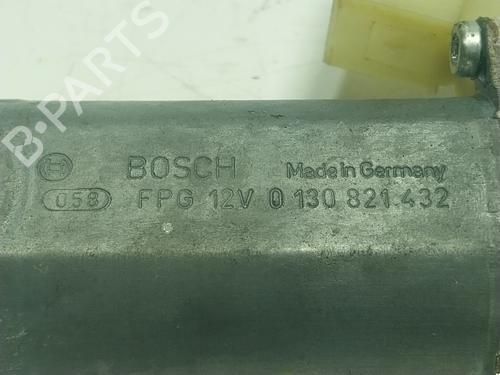 B-PARTS
BOSCH Made in Germany
058 FPG 12V 0 130 821 432